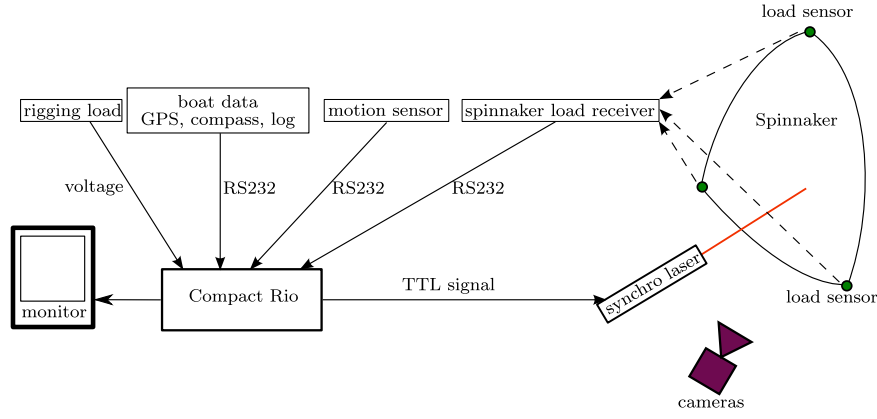 load sensor
rigging load
boat data
GPS, compass, log
motion sensor
spinnaker load receiver
Spinnaker
voltage
RS232
RS232
RS232
Compact Rio
TTL signal
synchro laser
load sensor
monitor
cameras